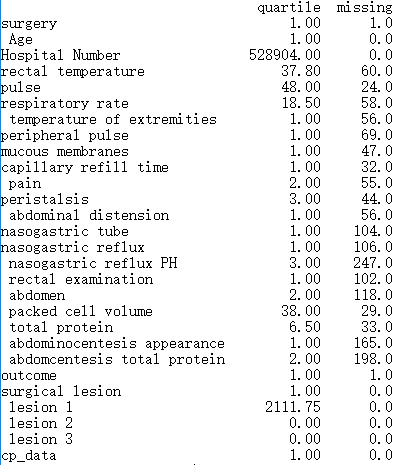 quartile missing
surgery 1.00 1.0
Age 1.00 0.0
Hospital Number 528904.00 0.0
rectal temperature 37.80 60.0
pulse 48.00 24.0
respiratory rate 18.50 58.0
temperature of extremities 1.00 56.0
peripheral pulse 1.00 69.0
mucous membranes 1.00 47.0
capillary refill time 1.00 32.0
pain 2.00 55.0
peristalsis 3.00 44.0
abdominal distension 1.00 56.0
nasogastric tube 1.00 104.0
nasogastric reflux 1.00 106.0
nasogastric reflux PH 3.00 247.0
rectal examination 1.00 102.0
abdomen 2.00 118.0
packed cell volume 38.00 29.0
total protein 6.50 33.0
abdominocentesis appearance 1.00 165.0
abdomcentesis total protein 2.00 198.0
outcome 1.00 1.0
surgical lesion 1.00 0.0
lesion 1 2111.75 0.0
lesion 2 0.00 0.0
lesion 3 0.00 0.0
cp_data 1.00 0.0